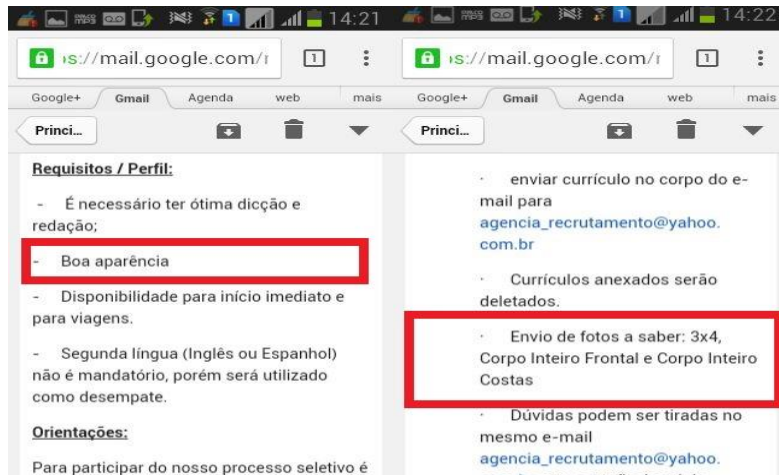 14:21
s://mail.google.com/
1
Google+ Gmail Agenda web mais
Princi...
Requisitos / Perfil:
- É necessário ter ótima dicção e
redação;
- Boa aparência
- Disponibilidade para início imediato e
para viagens.
- Segunda língua (Inglês ou Espanhol)
não é mandatório, porém será utilizado
como desempate.
Orientações:
Para participar do nosso processo seletivo é
14:22
s://mail.google.com/
1
Google+ Gmail Agenda web mais
Princi...
· enviar currículo no corpo do e-
mail para
agencia_recrutamento@yahoo.
com.br
· Currículos anexados serão
deletados.
· Envio de fotos a saber: 3x4,
Corpo Inteiro Frontal e Corpo Inteiro
Costas
· Dúvidas podem ser tiradas no
mesmo e-mail
agencia_recrutamento@yahoo.